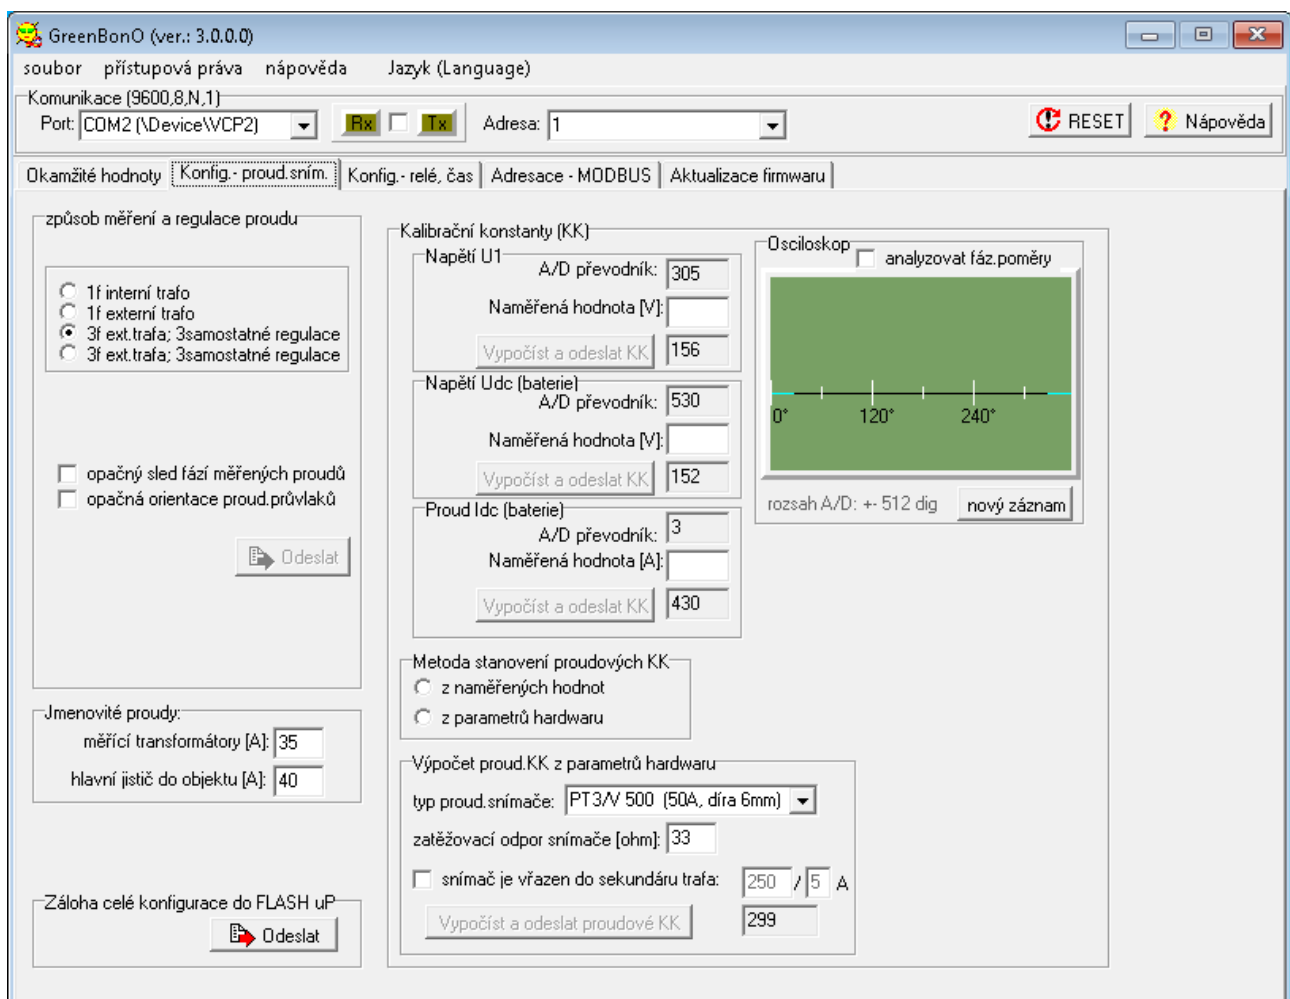 GreenBonO (ver.: 3.0.0.0)
soubor přístupová práva nápověda Jazyk (Language)
Komunikace (9600,8,N,1)
Port: COM2 (\Device\VCP2) Rx Tx Adresa: 1 RESET ? Nápověda
Okamžité hodnoty Konfig.- proud.sním. Konfig.- relé, čas Adresace - MODBUS Aktualizace firmwaru
způsob měření a regulace proudu
1f interní trafo
1f externí trafo
3f ext.trafa; 3samostatné regulace
3f ext.trafa; 3samostatné regulace
opačný sled fází měřených proudů
opačná orientace proud.průvlaků
Odeslat
Jmenovité proudy:
měřící transformátory [A]: 35
hlavní jistič do objektu [A]: 40
Záloha celé konfigurace do FLASH uP
Odeslat
Kalibrační konstanty (KK)
Napětí U1
A/D převodník: 305
Naměřená hodnota [V]:
Vypočíst a odeslat KK 156
Napětí Udc (baterie)
A/D převodník: 530
Naměřená hodnota [V]:
Vypočíst a odeslat KK 152
Proud Idc (baterie)
A/D převodník: 3
Naměřená hodnota [A]:
Vypočíst a odeslat KK 430
Osciloskop
analyzovat fáz.poměry
0° 120° 240°
rozsah A/D: +- 512 dig nový záznam
Metoda stanovení proudových KK
z naměřených hodnot
z parametrů hardwaru
Výpočet proud.KK z parametrů hardwaru
typ proud.snímače: PT3/V 500 (50A, díra 6mm)
zatěžovací odpor snímače [ohm]: 33
snímač je vřazen do sekundáru trafa: 250 / 5 A
Vypočíst a odeslat proudové KK 299